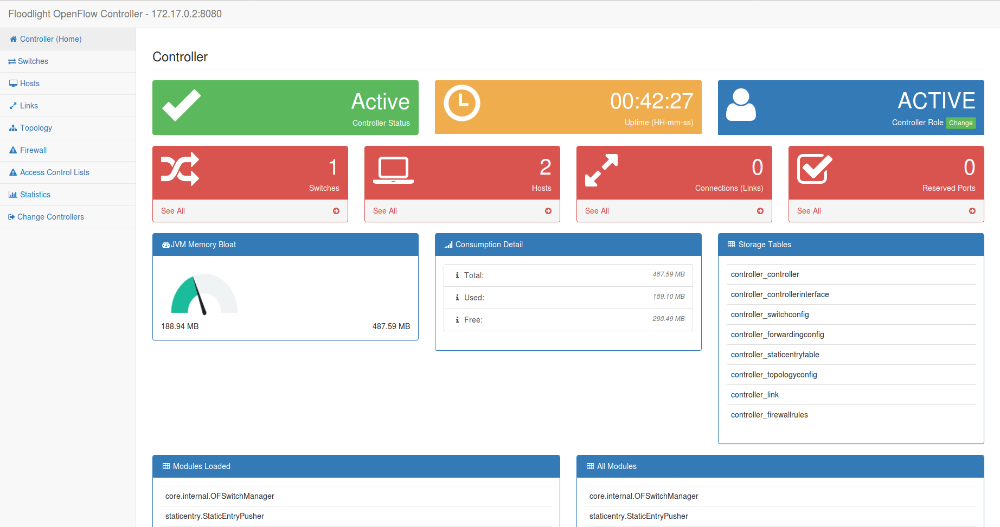 Floodlight OpenFlow Controller - 172.17.0.2:8080
Controller (Home)
Switches
Hosts
Links
Topology
Firewall
Access Control Lists
Statistics
Change Controllers
Controller
Active
Controller Status
00:42:27
Uptime (HH-mm-ss)
ACTIVE
Controller Role Change
1
Switches
See All
2
Hosts
See All
0
Connections (Links)
See All
0
Reserved Ports
See All
JVM Memory Bloat
188.94 MB 487.59 MB
Consumption Detail
Total: 487.59 MB
Used: 189.10 MB
Free: 298.49 MB
Storage Tables
controller_controller
controller_controllerinterface
controller_switchconfig
controller_forwardingconfig
controller_staticentrytable
controller_topologyconfig
controller_link
controller_firewallrules
Modules Loaded
core.internal.OFSwitchManager
staticentry.StaticEntryPusher
All Modules
core.internal.OFSwitchManager
staticentry.StaticEntryPusher